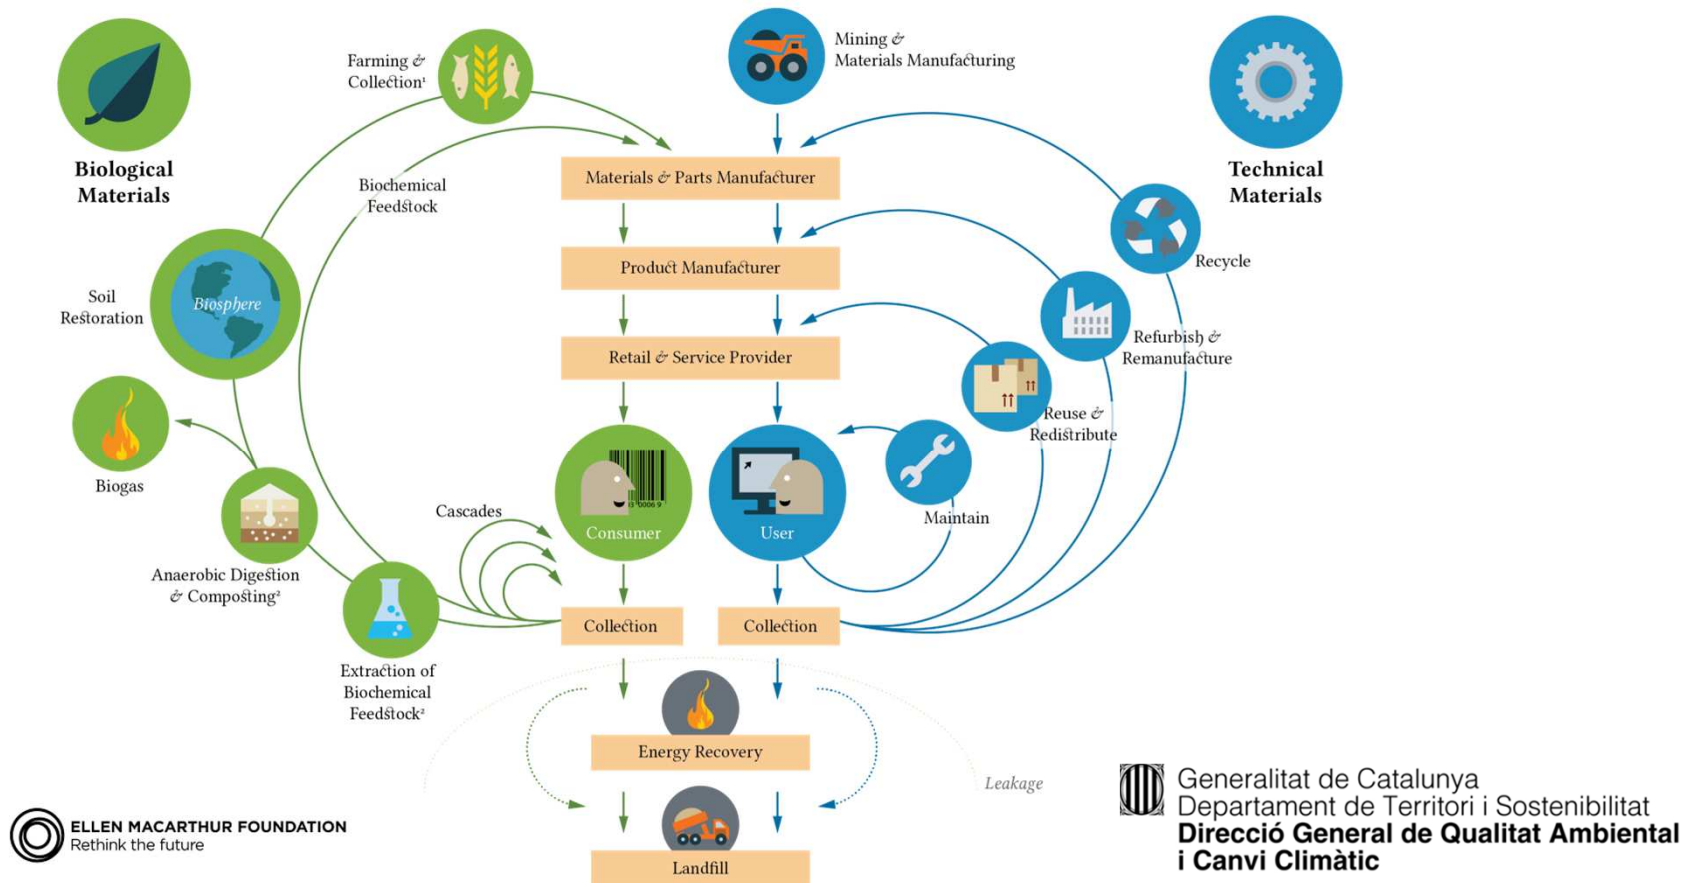 Farming &
Collection¹
Mining &
Materials Manufacturing
Biological
Materials
Technical
Materials
Biochemical
Feedstock
Materials & Parts Manufacturer
Recycle
Product Manufacturer
Soil
Restoration
Biosphere
Refurbish &
Remanufacture
Retail & Service Provider
Reuse &
Redistribute
Biogas
Cascades
Consumer
User
Maintain
Anaerobic Digestion
& Composting²
Collection
Collection
Extraction of
Biochemical
Feedstock²
Energy Recovery
Leakage
Landfill
ELLEN MACARTHUR FOUNDATION
Rethink the future
Generalitat de Catalunya
Departament de Territori i Sostenibilitat
Direcció General de Qualitat Ambiental
i Canvi Climàtic